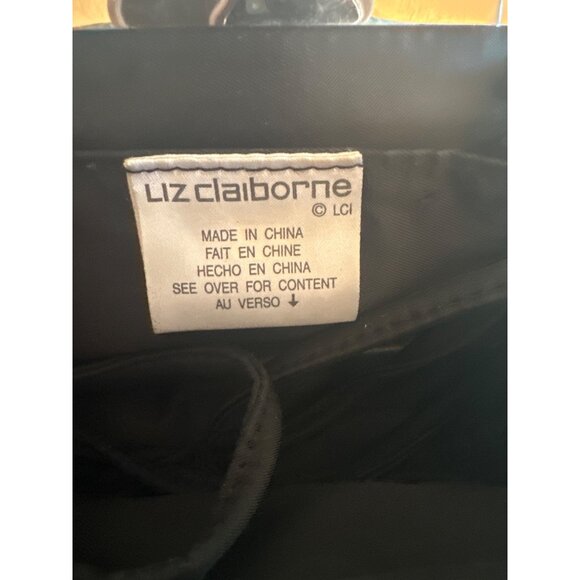 Liz claiborne
© LCI
MADE IN CHINA
FAIT EN CHINE
HECHO EN CHINA
SEE OVER FOR CONTENT
AU VERSO ↓